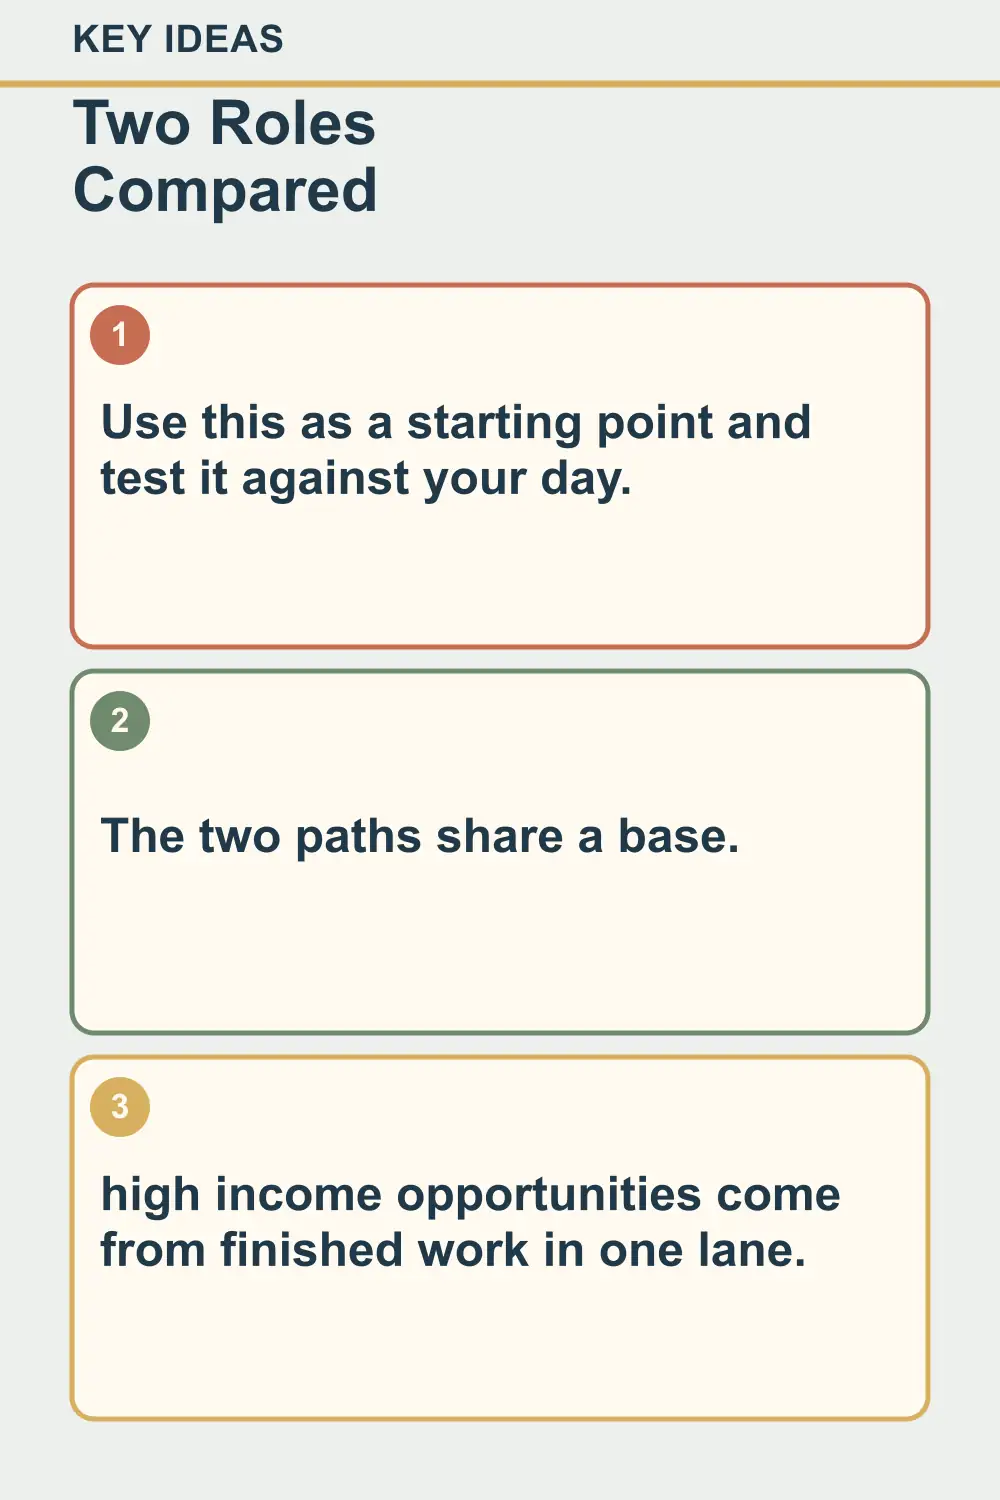 KEY IDEAS
Two Roles
Compared
1
Use this as a starting point and
test it against your day.
2
The two paths share a base.
3
high income opportunities come
from finished work in one lane.